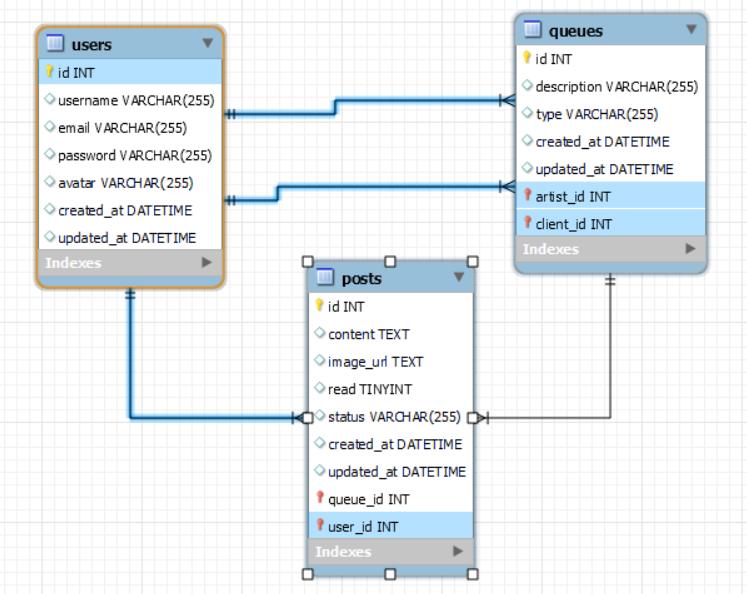 users
id INT
username VARCHAR(255)
email VARCHAR(255)
password VARCHAR(255)
avatar VARCHAR(255)
created_at DATETIME
updated_at DATETIME
Indexes
queues
id INT
description VARCHAR(255)
type VARCHAR(255)
created_at DATETIME
updated_at DATETIME
artist_id INT
client_id INT
Indexes
posts
id INT
content TEXT
image_url TEXT
read TINYINT
status VARCHAR(255)
created_at DATETIME
updated_at DATETIME
queue_id INT
user_id INT
Indexes